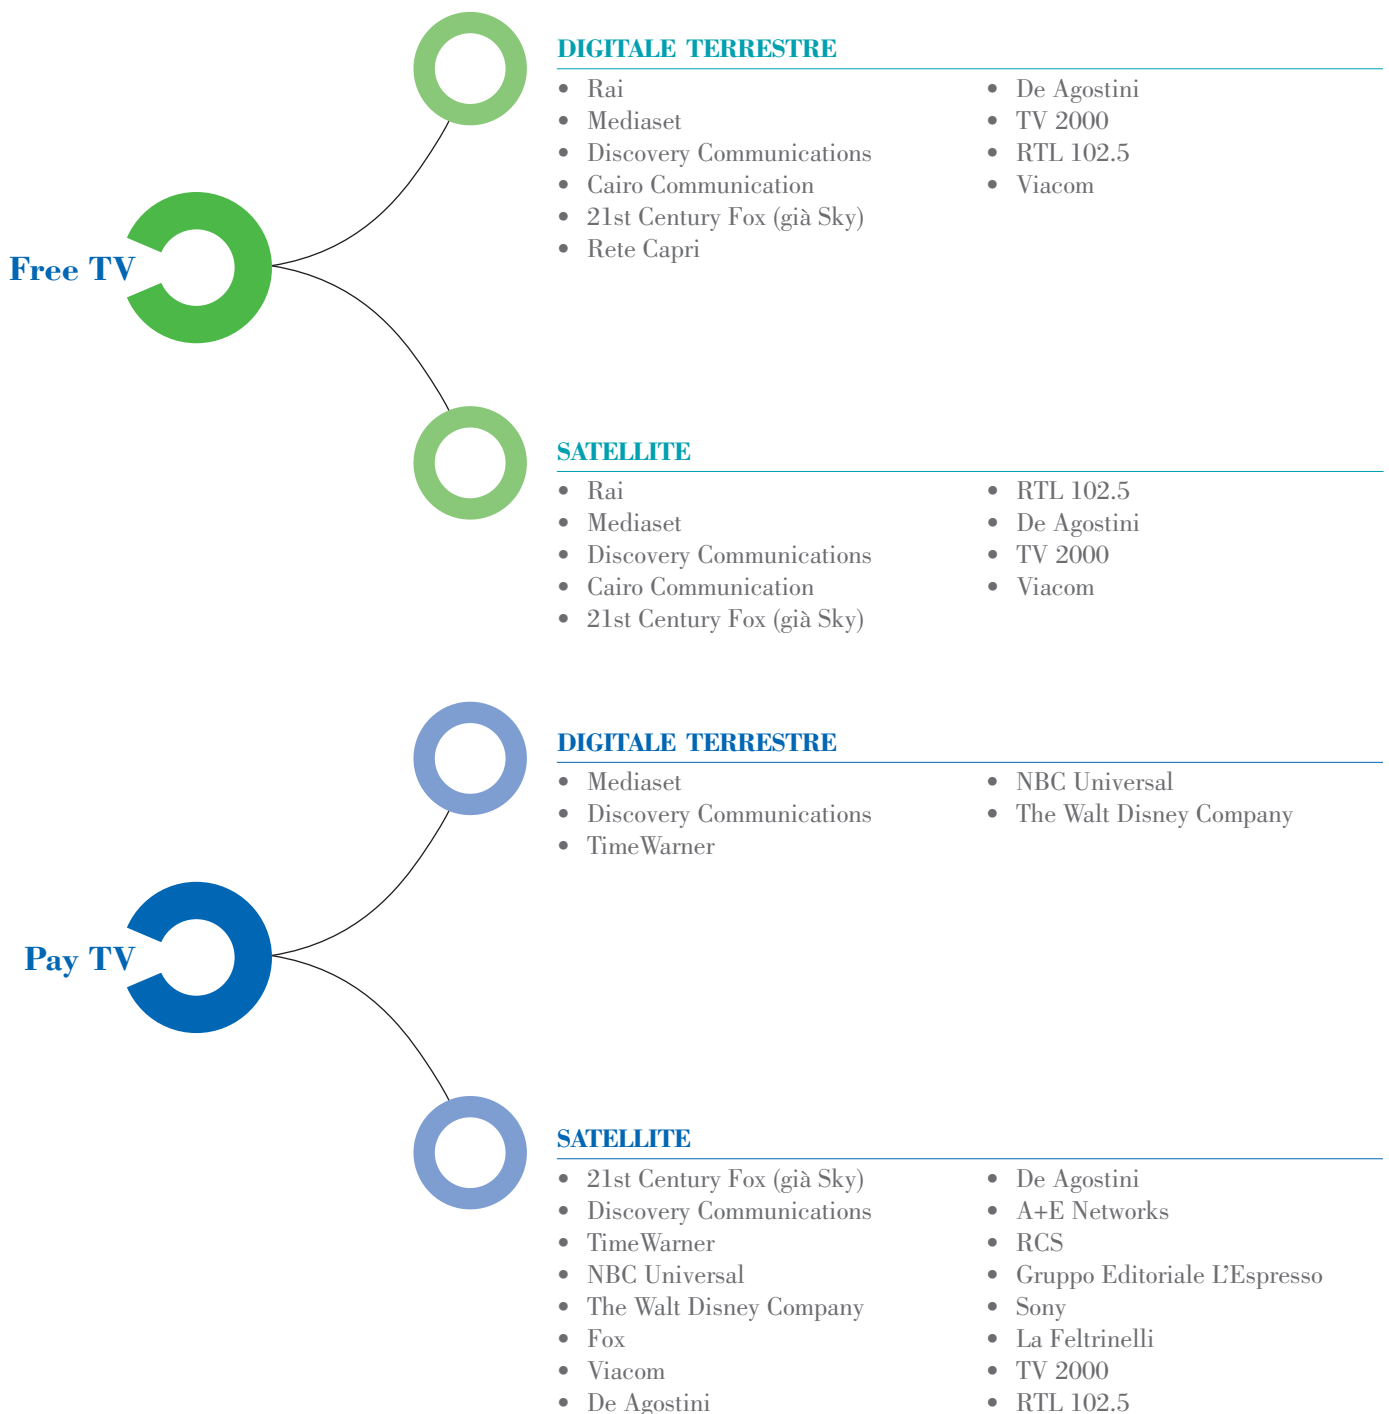 Free TV
DIGITALE TERRESTRE
• Rai
• Mediaset
• Discovery Communications
• Cairo Communication
• 21st Century Fox (già Sky)
• Rete Capri
• De Agostini
• TV 2000
• RTL 102.5
• Viacom
SATELLITE
• Rai
• Mediaset
• Discovery Communications
• Cairo Communication
• 21st Century Fox (già Sky)
• RTL 102.5
• De Agostini
• TV 2000
• Viacom
Pay TV
DIGITALE TERRESTRE
• Mediaset
• Discovery Communications
• TimeWarner
• NBC Universal
• The Walt Disney Company
SATELLITE
• 21st Century Fox (già Sky)
• Discovery Communications
• TimeWarner
• NBC Universal
• The Walt Disney Company
• Fox
• Viacom
• De Agostini
• De Agostini
• A+E Networks
• RCS
• Gruppo Editoriale L'Espresso
• Sony
• La Feltrinelli
• TV 2000
• RTL 102.5